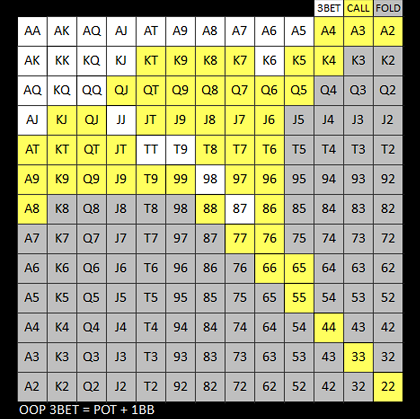 3BET CALL FOLD
AA AK AQ AJ AT A9 A8 A7 A6 A5 A4 A3 A2
AK KK KQ KJ KT K9 K8 K7 K6 K5 K4 K3 K2
AQ KQ QQ QJ QT Q9 Q8 Q7 Q6 Q5 Q4 Q3 Q2
AJ KJ QJ JJ JT J9 J8 J7 J6 J5 J4 J3 J2
AT KT QT JT TT T9 T8 T7 T6 T5 T4 T3 T2
A9 K9 Q9 J9 T9 99 98 97 96 95 94 93 92
A8 K8 Q8 J8 T8 98 88 87 86 85 84 83 82
A7 K7 Q7 J7 T7 97 87 77 76 75 74 73 72
A6 K6 Q6 J6 T6 96 86 76 66 65 64 63 62
A5 K5 Q5 J5 T5 95 85 75 65 55 54 53 52
A4 K4 Q4 J4 T4 94 84 74 64 54 44 43 42
A3 K3 Q3 J3 T3 93 83 73 63 53 43 33 32
A2 K2 Q2 J2 T2 92 82 72 62 52 42 32 22
OOP 3BET = POT + 1BB